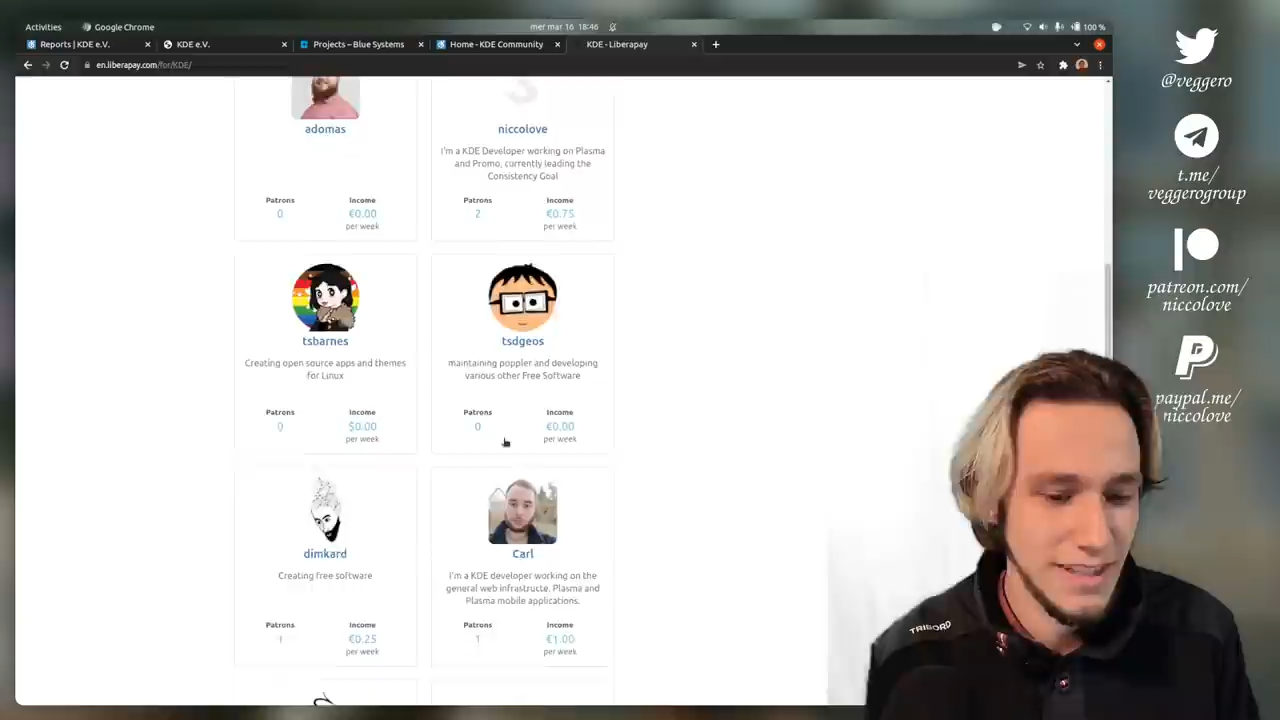 Activities
Google Chrome
mer mar 16 18:46
100 %
Reports | KDE e.V.
KDE e.V.
Projects – Blue Systems
Home - KDE Community
KDE - Liberapay
en.liberapay.com/for/KDE/
adomas
Patrons
Income
0
€0.00
per week
niccolove
I'm a KDE Developer working on Plasma
and Promo, currently leading the
Consistency Goal
Patrons
Income
2
€0.75
per week
tsbarnes
Creating open source apps and themes
for Linux
Patrons
Income
0
$0.00
per week
tsdgeos
maintaining poppler and developing
various other Free Software
Patrons
Income
0
€0.00
per week
dimkard
Creating free software
Patrons
Income
1
€0.25
per week
Carl
I'm a KDE developer working on the
general web infrastructe, Plasma and
Plasma mobile applications.
Patrons
Income
1
€1.00
per week
@veggero
t.me/
veggerogroup
patreon.com/
niccolove
paypal.me/
niccolove
TRIBORD